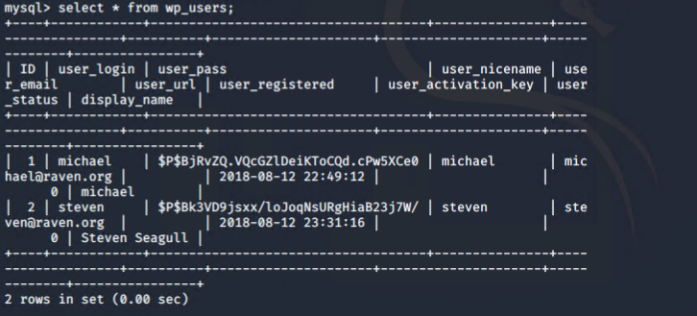 mysql> select * from wp_users;
+----+------------+------------------------------------+---------------+----
---------------+----------+---------------------+---------------------+-----
--------+----------------+
| ID | user_login | user_pass | user_nicename | use
r_email | user_url | user_registered | user_activation_key | user
_status | display_name |
+----+------------+------------------------------------+---------------+----
---------------+----------+---------------------+---------------------+-----
--------+----------------+
| 1 | michael | $P$BjRvZQ.VQcGZlDeiKToCQd.cPw5XCe0 | michael | mic
hael@raven.org | | 2018-08-12 22:49:12 | |
0 | michael |
| 2 | steven | $P$Bk3VD9jsxx/loJoqNsURgHiaB23j7W/ | steven | ste
ven@raven.org | | 2018-08-12 23:31:16 | |
0 | Steven Seagull |
+----+------------+------------------------------------+---------------+----
---------------+----------+---------------------+---------------------+-----
--------+----------------+
2 rows in set (0.00 sec)